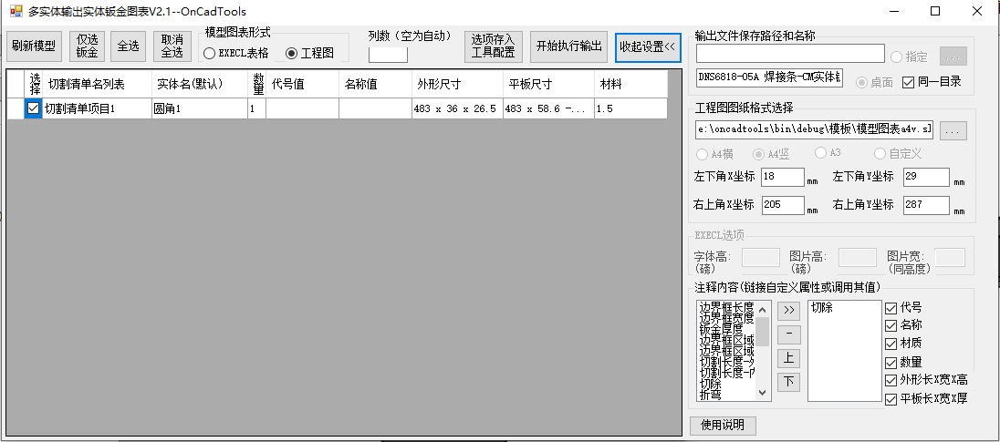 多实体输出实体钣金图表V2.1--OnCadTools
刷新模型
仅选
钣金
全选
取消
全选
模型图表形式
EXECL表格
工程图
列数（空为自动）
选项存入
工具配置
开始执行输出
收起设置<<
选择
切割清单名列表
实体名(默认)
数量
代号值
名称值
外形尺寸
平板尺寸
材料
切割清单项目1
圆角1
1
483 x 36 x 26.5
483 x 58.6 -...
1.5
输出文件保存路径和名称
指定
...
DNS6818-05A 焊接条-CM实体钣
桌面
同一目录
工程图图纸格式选择
e:\oncadtools\bin\debug\模板\模型图表a4v.sl
...
A4横
A4竖
A3
自定义
左下角X坐标
18
mm
左下角Y坐标
29
mm
右上角X坐标
205
mm
右上角Y坐标
287
mm
EXECL选项
字体高:
(磅)
图片高:
(磅)
图片宽:
(同高度)
注释内容(链接自定义属性或调用其值)
边界框长度
边界框宽度
钣金厚度
边界框区域
边界框区域
切割长度-外
切割长度-内
切除
折弯
>>
-
上
下
切除
代号
名称
材质
数量
外形长X宽X高
平板长X宽X厚
使用说明